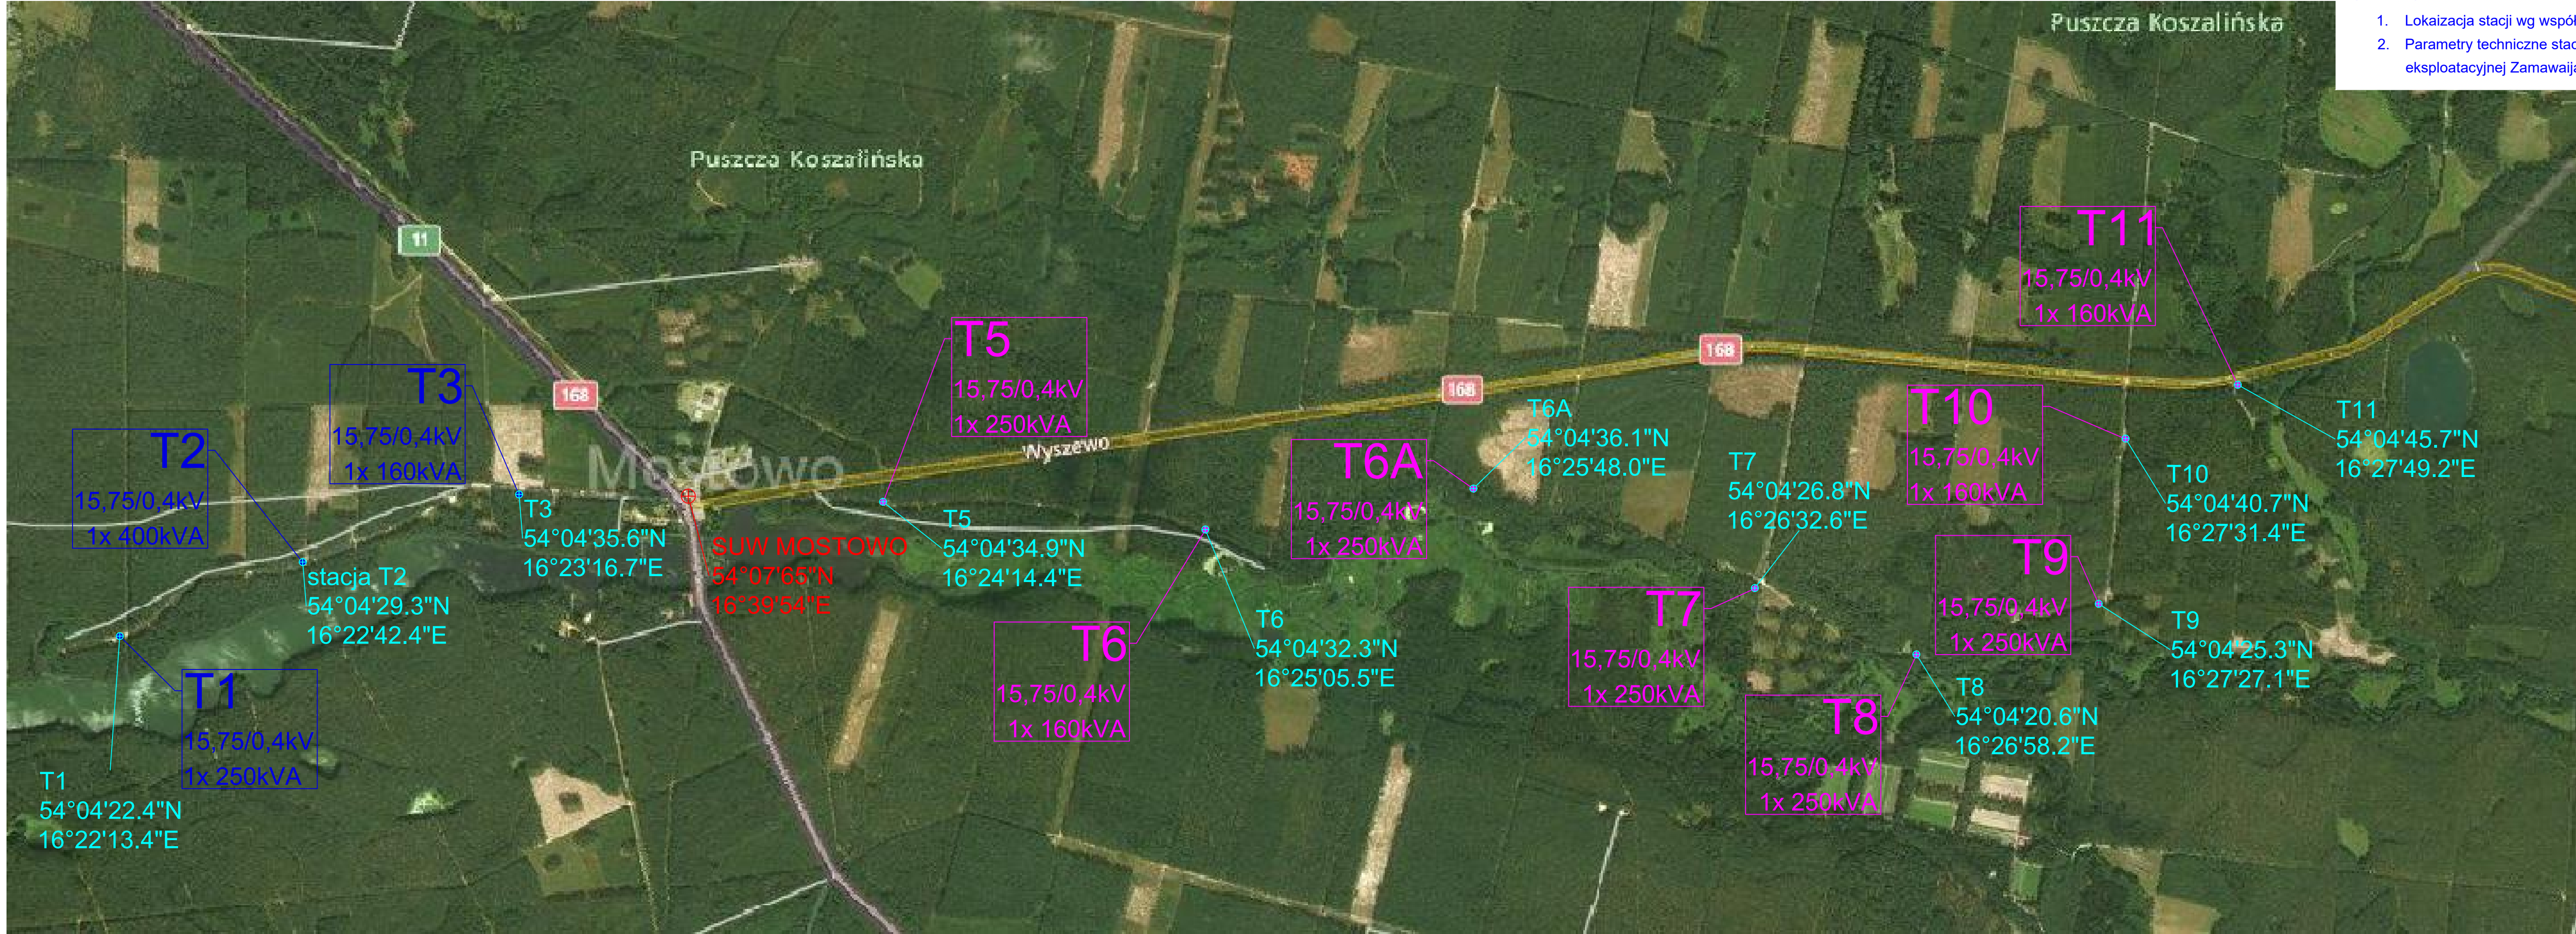 Puszcza Koszalińska
1. Lokaizacja stacji wg współ
2. Parametry techniczne stac
eksploatacyjnej Zamawaija
Puszcza Koszalińska
11
T11
15,75/0,4kV
1x 160kVA
T5
15,75/0,4kV
1x 250kVA
168
T3
15,75/0,4kV
1x 160kVA
168
168
T10
15,75/0,4kV
1x 160kVA
T6A
54°04'36.1"N
16°25'48.0"E
T11
54°04'45.7"N
16°27'49.2"E
T2
15,75/0,4kV
1x 400kVA
Mostowo
Wyszewo
T6A
15,75/0,4kV
1x 250kVA
T7
54°04'26.8"N
16°26'32.6"E
T10
54°04'40.7"N
16°27'31.4"E
T3
54°04'35.6"N
16°23'16.7"E
SUW MOSTOWO
54°07'65"N
16°39'54"E
T5
54°04'34.9"N
16°24'14.4"E
T9
15,75/0,4kV
1x 250kVA
stacja T2
54°04'29.3"N
16°22'42.4"E
T6
15,75/0,4kV
1x 160kVA
T6
54°04'32.3"N
16°25'05.5"E
T7
15,75/0,4kV
1x 250kVA
T9
54°04'25.3"N
16°27'27.1"E
T1
15,75/0,4kV
1x 250kVA
T8
15,75/0,4kV
1x 250kVA
T8
54°04'20.6"N
16°26'58.2"E
T1
54°04'22.4"N
16°22'13.4"E